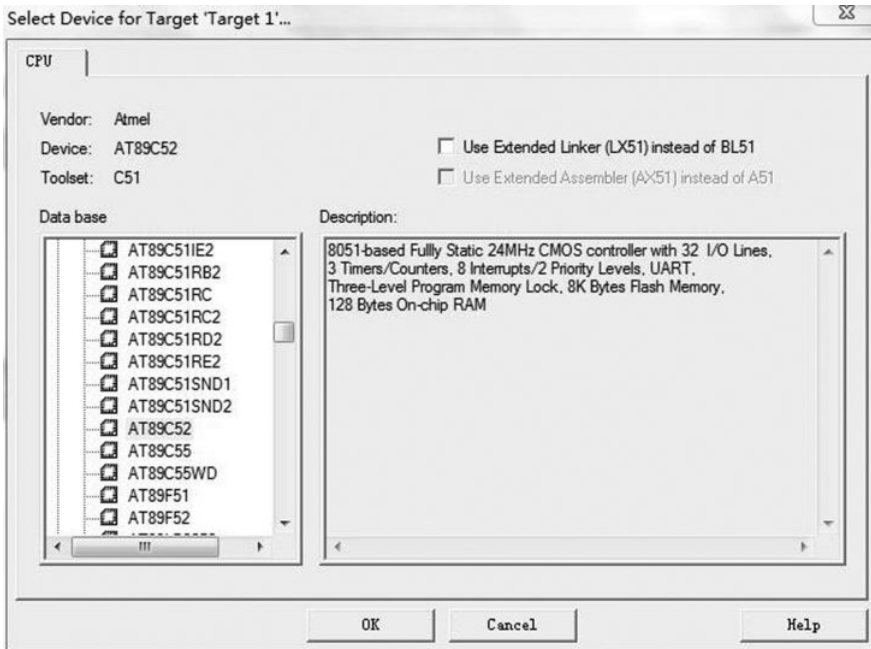 Select Device for Target 'Target 1'...
CPU
Vendor: Atmel
Device: AT89C52
Toolset: C51
Use Extended Linker (LX51) instead of BL51
Use Extended Assembler (AX51) instead of A51
Data base
AT89C51IE2
AT89C51RB2
AT89C51RC
AT89C51RC2
AT89C51RD2
AT89C51RE2
AT89C51SND1
AT89C51SND2
AT89C52
AT89C55
AT89C55WD
AT89F51
AT89F52
Description:
8051-based Fullly Static 24MHz CMOS controller with 32 I/O Lines,
3 Timers/Counters, 8 Interrupts/2 Priority Levels, UART,
Three-Level Program Memory Lock, 8K Bytes Flash Memory,
128 Bytes On-chip RAM
OK
Cancel
Help